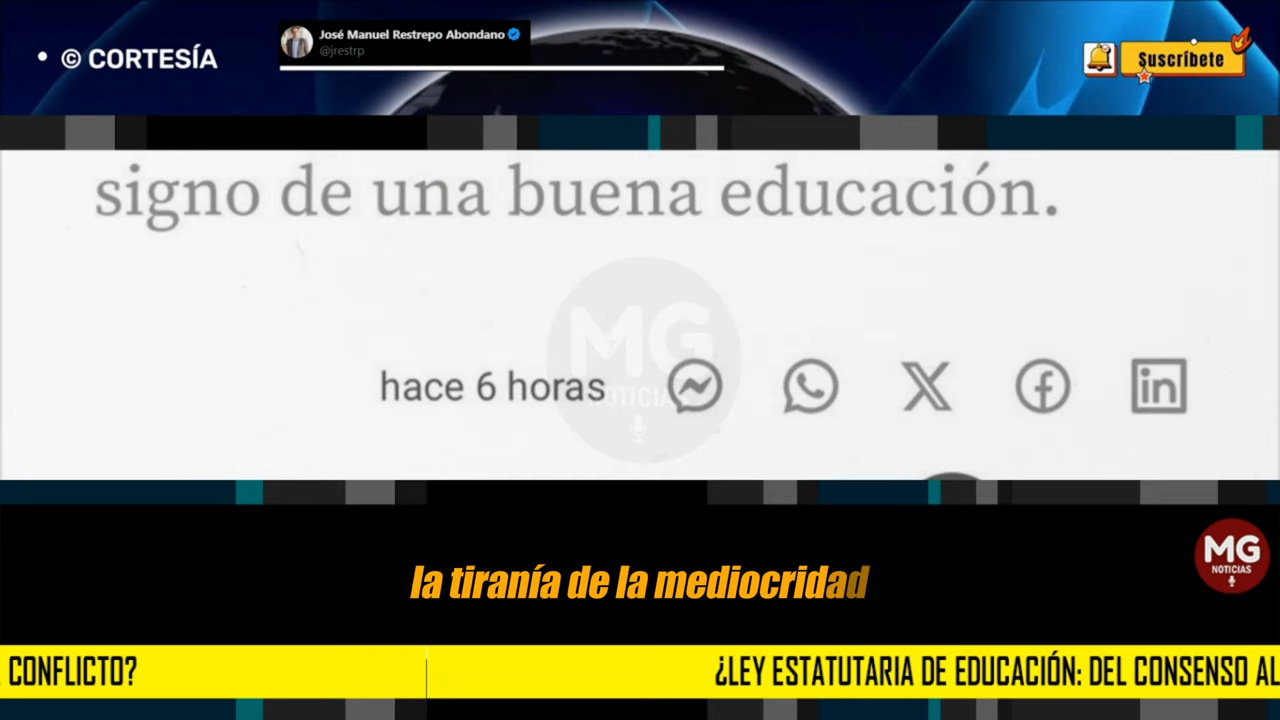 • © CORTESÍA
José Manuel Restrepo Abondano
@jrestrp
Suscríbete
signo de una buena educación.
MG
NOTICIAS
hace 6 horas
la tiranía de la mediocridad
MG
NOTICIAS
CONFLICTO?
¿LEY ESTATUTARIA DE EDUCACIÓN: DEL CONSENSO AL